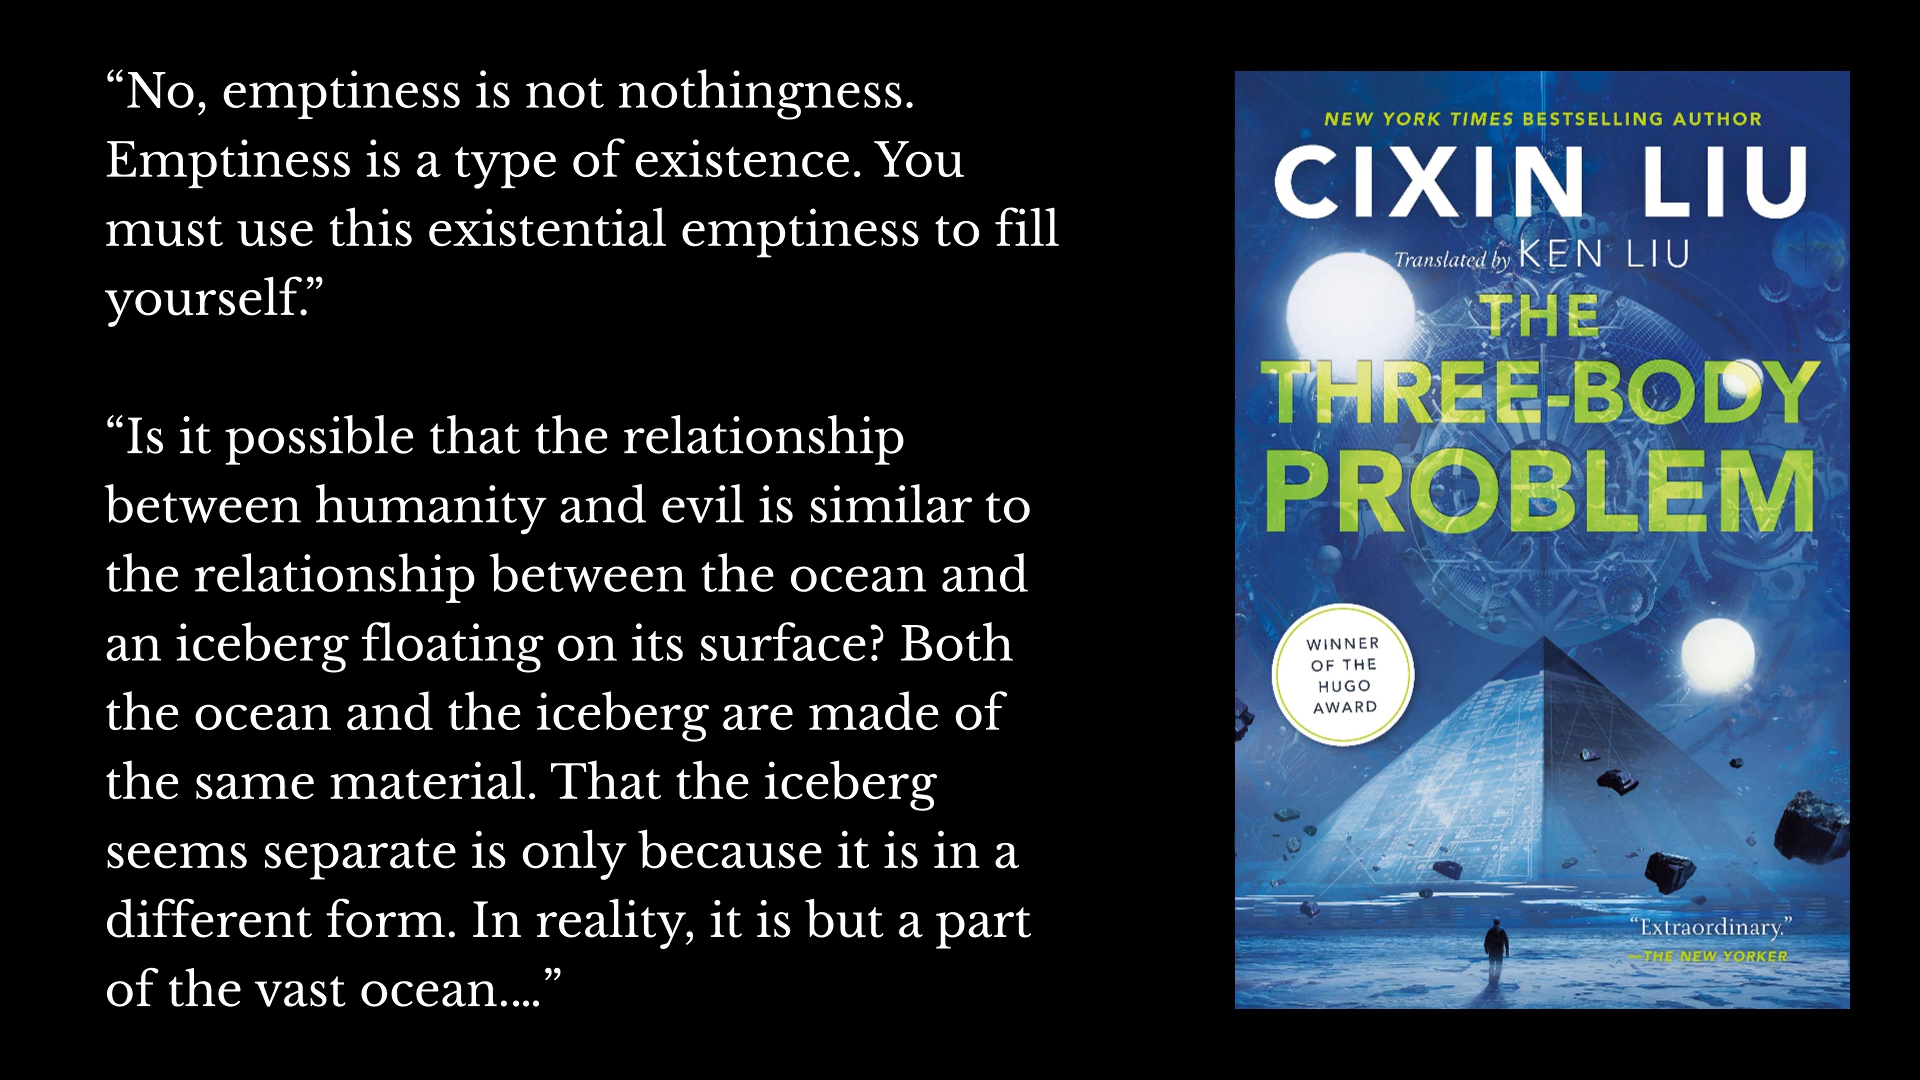 “No, emptiness is not nothingness.
Emptiness is a type of existence. You
must use this existential emptiness to fill
yourself.”
“Is it possible that the relationship
between humanity and evil is similar to
the relationship between the ocean and
an iceberg floating on its surface? Both
the ocean and the iceberg are made of
the same material. That the iceberg
seems separate is only because it is in a
different form. In reality, it is but a part
of the vast ocean.…”
NEW YORK TIMES BESTSELLING AUTHOR
CIXIN LIU
Translated by KEN LIU
THE
THREE-BODY
PROBLEM
WINNER
OF THE
HUGO
AWARD
“Extraordinary.”
—THE NEW YORKER